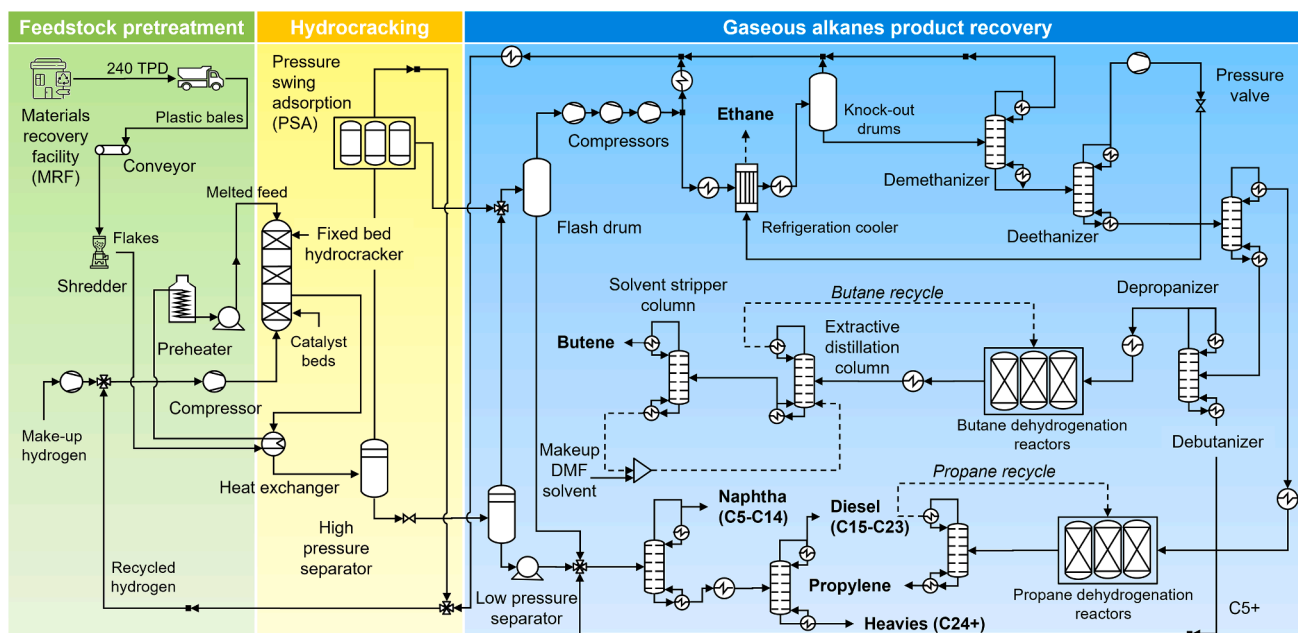 Feedstock pretreatment
Hydrocracking
Gaseous alkanes product recovery
240 TPD
Materials
recovery
facility
(MRF)
Plastic bales
Conveyor
Melted feed
Flakes
Shredder
Preheater
Compressor
Make-up
hydrogen
Recycled
hydrogen
Pressure
swing
adsorption
(PSA)
Fixed bed
hydrocracker
Catalyst
beds
Heat exchanger
High
pressure
separator
Compressors
Flash drum
Ethane
Refrigeration cooler
Knock-out
drums
Demethanizer
Deethanizer
Pressure
valve
Depropanizer
Solvent stripper
column
Butane recycle
Butene
Extractive
distillation
column
Butane dehydrogenation
reactors
Debutanizer
Makeup
DMF
solvent
Propane recycle
Naphtha
(C5-C14)
Diesel
(C15-C23)
Propylene
Propane dehydrogenation
reactors
Low pressure
separator
Heavies (C24+)
C5+